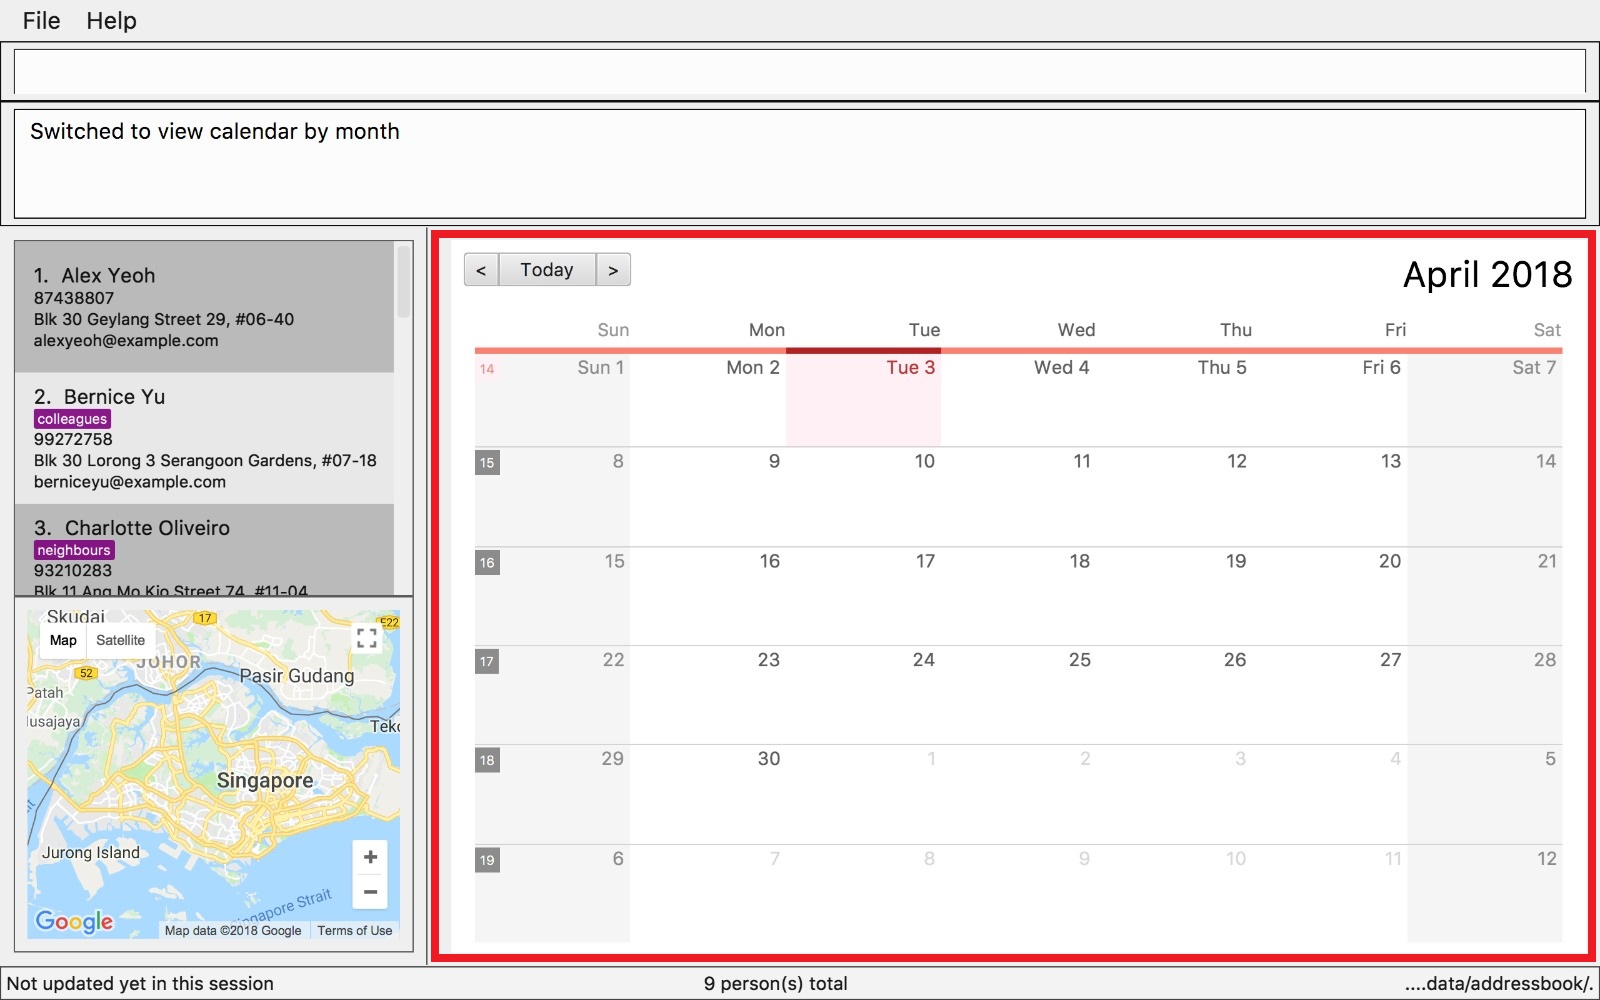 File Help
Switched to view calendar by month
1. Alex Yeoh
87438807
Blk 30 Geylang Street 29, #06-40
alexyeoh@example.com
2. Bernice Yu
colleagues
99272758
Blk 30 Lorong 3 Serangoon Gardens, #07-18
berniceyu@example.com
3. Charlotte Oliveiro
neighbours
93210283
Blk 11 Ang Mo Kio Street 74, #11-04
Skudai
17
E22
Map Satellite
JOHOR
52
Pasir Gudang
Patah
usajaya
Teko
Singapore
Jurong Island
+
−
Singapore Strait
Google
Map data ©2018 Google Terms of Use
< Today >
April 2018
Sun Mon Tue Wed Thu Fri Sat
14 Sun 1 Mon 2 Tue 3 Wed 4 Thu 5 Fri 6 Sat 7
15 8 9 10 11 12 13 14
16 15 16 17 18 19 20 21
17 22 23 24 25 26 27 28
18 29 30 1 2 3 4 5
19 6 7 8 9 10 11 12
Not updated yet in this session
9 person(s) total
....data/addressbook/.